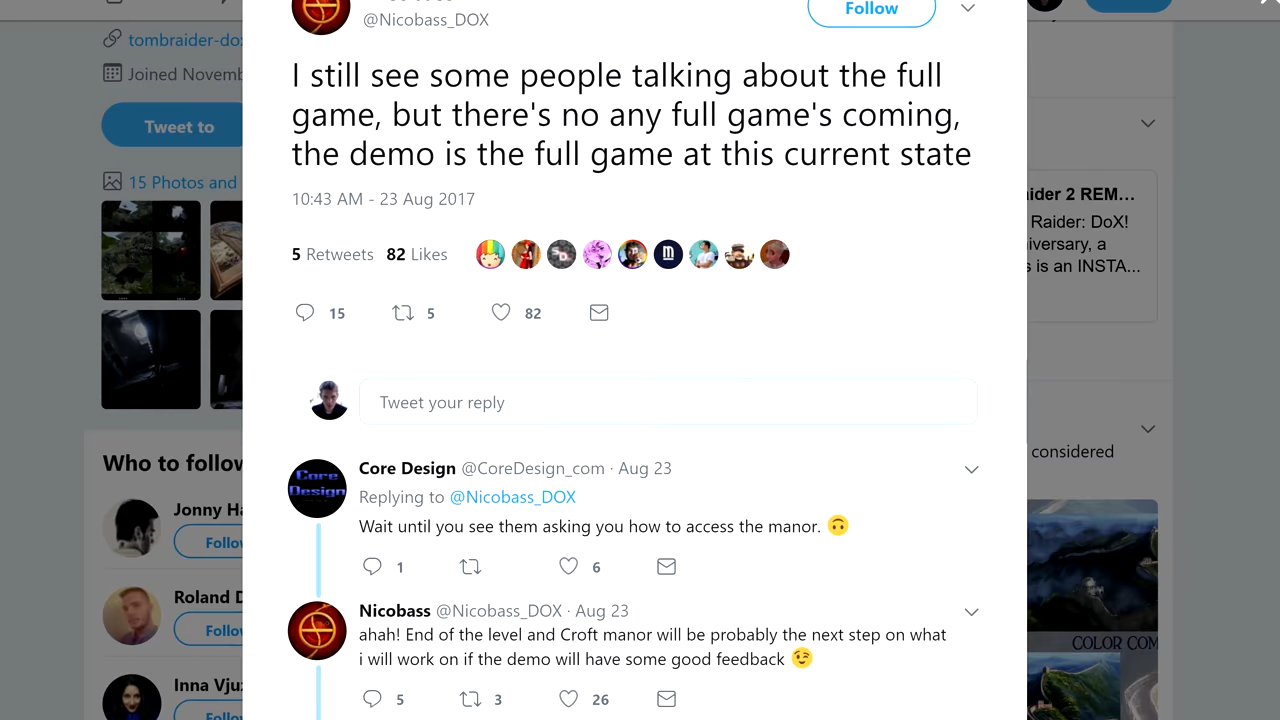 @Nicobass_DOX
Follow
tombraider-do
Joined Novemb
Tweet to
15 Photos and
I still see some people talking about the full
game, but there's no any full game's coming,
the demo is the full game at this current state
10:43 AM - 23 Aug 2017
5 Retweets 82 Likes
15 5 82
Tweet your reply
Core Design @CoreDesign_com · Aug 23
Replying to @Nicobass_DOX
Wait until you see them asking you how to access the manor. 🙃
1 6
Nicobass @Nicobass_DOX · Aug 23
ahah! End of the level and Croft manor will be probably the next step on what
i will work on if the demo will have some good feedback 😉
5 3 26
Who to follow
Jonny Ha
Follow
Roland D
Follow
Inna Vju
Follow
ider 2 REM...
Raider: DoX!
iversary, a
s is an INSTA...
considered
COLOR COM
Core
Design